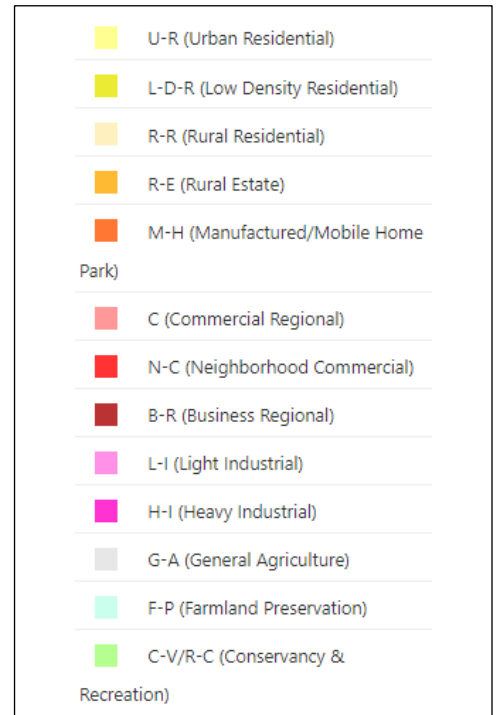 U-R (Urban Residential)
L-D-R (Low Density Residential)
R-R (Rural Residential)
R-E (Rural Estate)
M-H (Manufactured/Mobile Home
Park)
C (Commercial Regional)
N-C (Neighborhood Commercial)
B-R (Business Regional)
L-I (Light Industrial)
H-I (Heavy Industrial)
G-A (General Agriculture)
F-P (Farmland Preservation)
C-V/R-C (Conservancy &
Recreation)